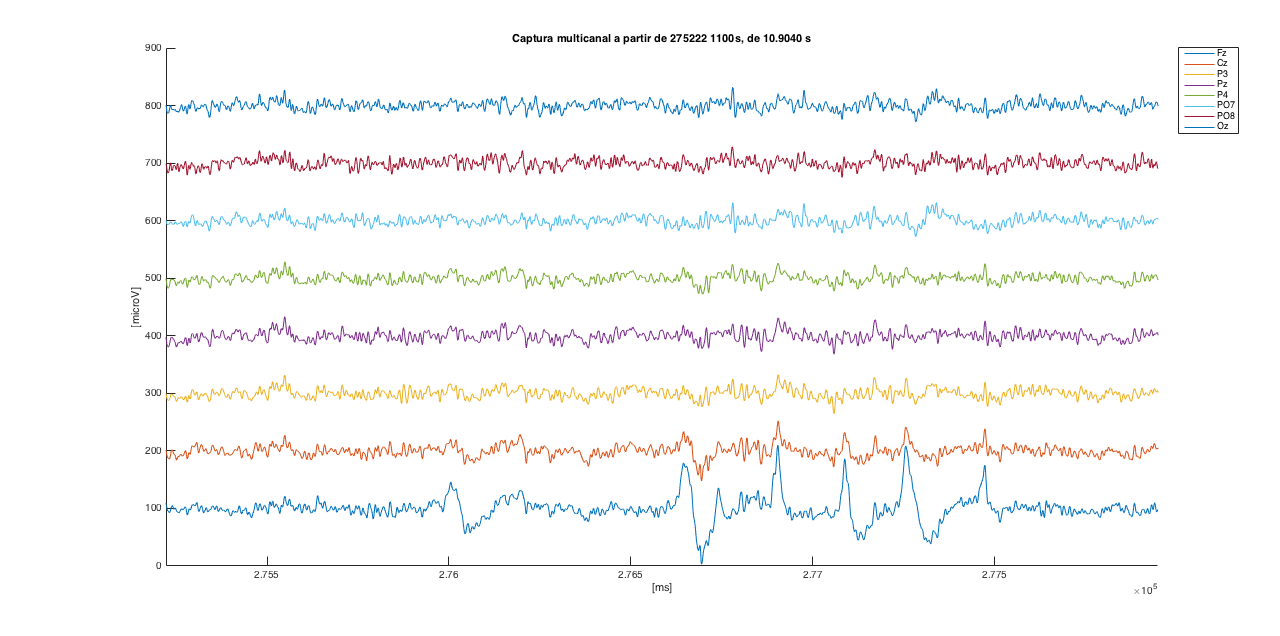 Captura multicanal a partir de 275222 1100s, de 10.9040 s
900
800
700
600
500
400
300
200
100
0
[microV]
2.755
2.76
2.765
2.77
2.775
[ms]
×10^5
Fz
Cz
P3
Pz
P4
PO7
PO8
Oz